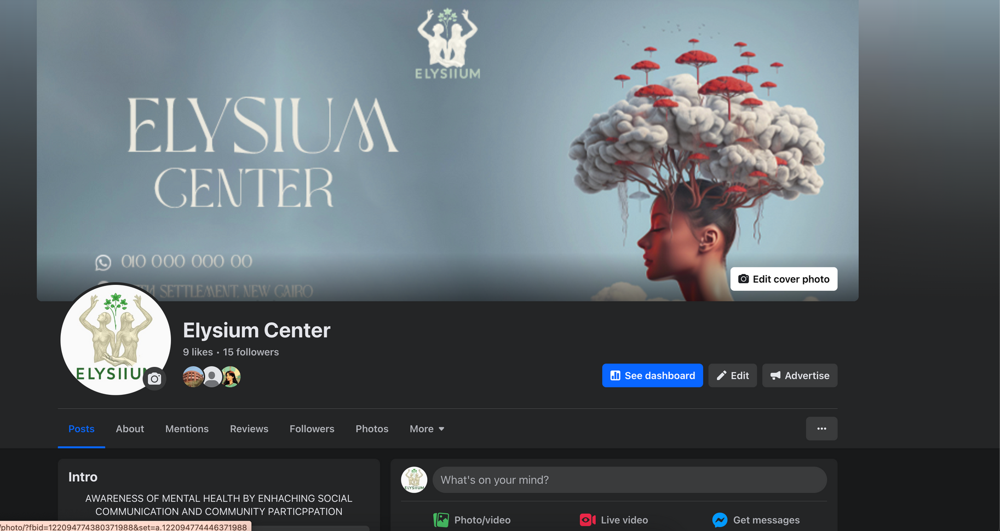 ELYSIIUM
ELYSIUM
CENTER
010 000 000 00
SETTLEMENT, NEW CAIRO
Edit cover photo
ELYSIIU
Elysium Center
9 likes • 15 followers
See dashboard
Edit
Advertise
Posts
About
Mentions
Reviews
Followers
Photos
More
Intro
AWARENESS OF MENTAL HEALTH BY ENHACHING SOCIAL
COMMUNICATION AND COMMUNITY PARTICPPATION
ELYSIIUM
What's on your mind?
Photo/video
Live video
Get messages
/photo/?fbid=122094774380371988&set=a.122094774446371988